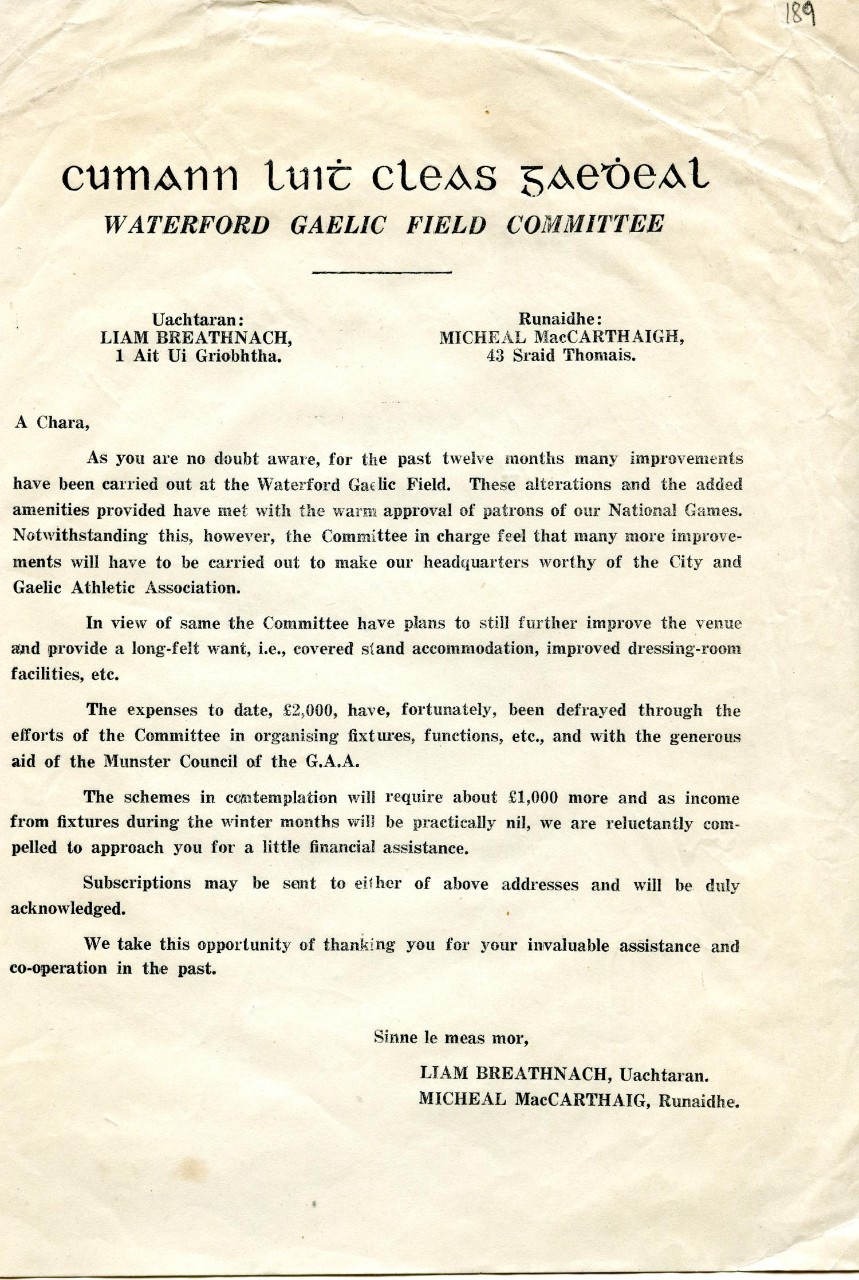 189
Cumann Luiṫ Cleas Gaeḋeal
WATERFORD GAELIC FIELD COMMITTEE
Uachtaran:
LIAM BREATHNACH,
1 Ait Ui Griobhtha.
Runaidhe:
MICHEAL MacCARTHAIGH,
43 Sraid Thomais.
A Chara,
As you are no doubt aware, for the past twelve months many improvements
have been carried out at the Waterford Gaelic Field. These alterations and the added
amenities provided have met with the warm approval of patrons of our National Games.
Notwithstanding this, however, the Committee in charge feel that many more improve-
ments will have to be carried out to make our headquarters worthy of the City and
Gaelic Athletic Association.
In view of same the Committee have plans to still further improve the venue
and provide a long-felt want, i.e., covered stand accommodation, improved dressing-room
facilities, etc.
The expenses to date, £2,000, have, fortunately, been defrayed through the
efforts of the Committee in organising fixtures, functions, etc., and with the generous
aid of the Munster Council of the G.A.A.
The schemes in contemplation will require about £1,000 more and as income
from fixtures during the winter months will be practically nil, we are reluctantly com-
pelled to approach you for a little financial assistance.
Subscriptions may be sent to either of above addresses and will be duly
acknowledged.
We take this opportunity of thanking you for your invaluable assistance and
co-operation in the past.
Sinne le meas mor,
LIAM BREATHNACH, Uachtaran.
MICHEAL MacCARTHAIG, Runaidhe.